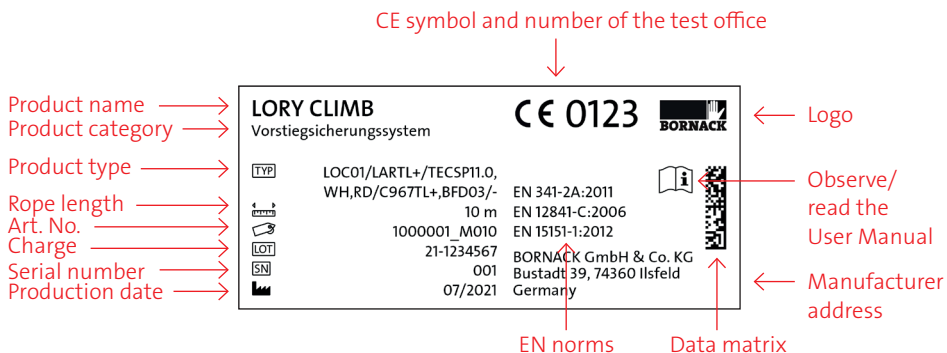 CE symbol and number of the test office
Product name
Product category
Product type
Rope length
Art. No.
Charge
Serial number
Production date
LORY CLIMB
Vorstiegsicherungssystem
CE 0123
BORNACK
TYP
LOC01/LARTL+/TECSP11.0,
WH,RD/C967TL+,BFD03/-
10 m
1000001_M010
LOT
21-1234567
SN
001
07/2021
EN 341-2A:2011
EN 12841-C:2006
EN 15151-1:2012
BORNACK GmbH & Co. KG
Bustadt 39, 74360 Ilsfeld
Germany
i
Logo
Observe/
read the
User Manual
Manufacturer
address
EN norms
Data matrix